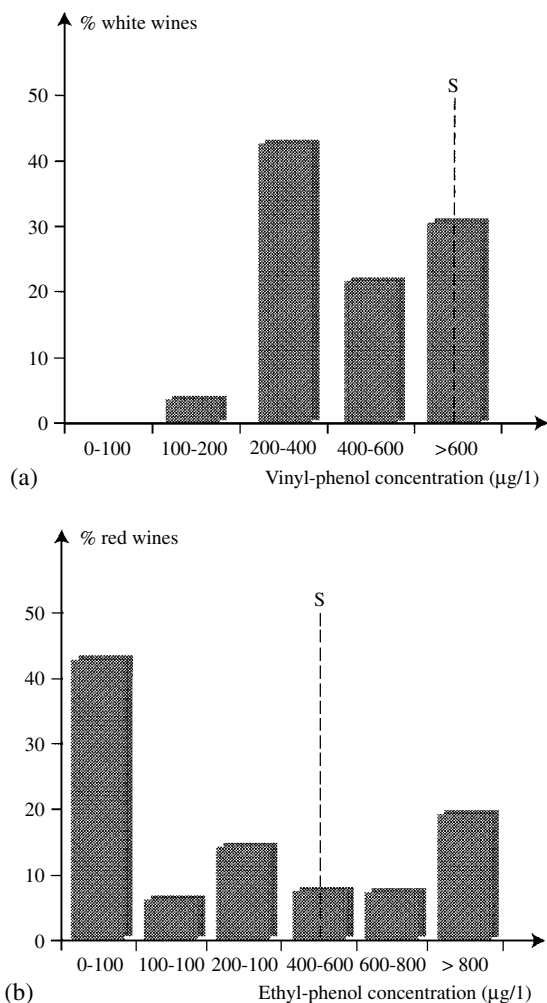 % white wines
50
S
40
30
20
10
0
0-100 100-200 200-400 400-600 >600
(a) Vinyl-phenol concentration (µg/1)
% red wines
50
S
40
30
20
10
0
0-100 100-100 200-100 400-600 600-800 > 800
(b) Ethyl-phenol concentration (µg/1)